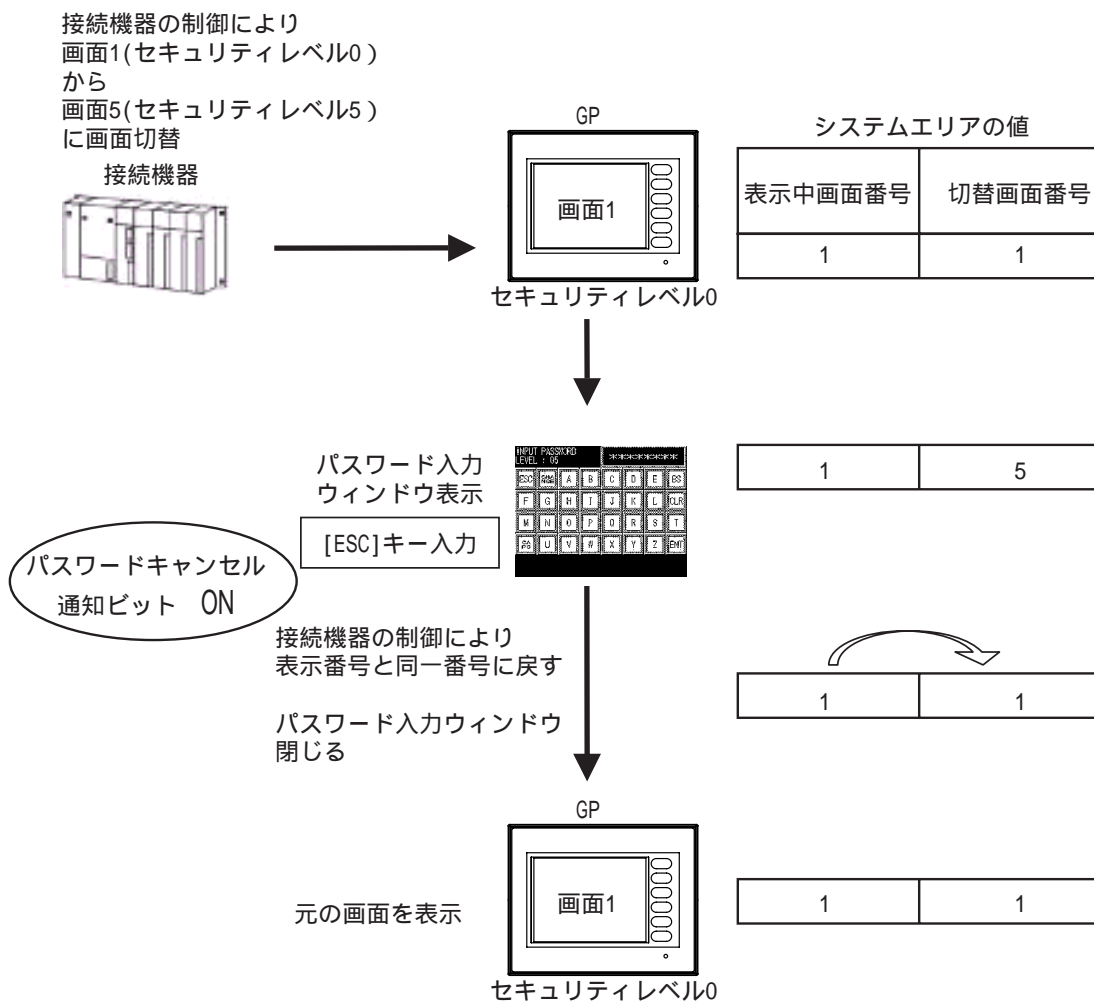 接続機器の制御により
画面1(セキュリティレベル0)
から
画面5(セキュリティレベル5)
に画面切替
接続機器
GP
画面1
セキュリティレベル0
システムエリアの値
表示中画面番号 切替画面番号
1 1
パスワード入力
ウィンドウ表示
[ESC]キー入力
パスワードキャンセル
通知ビット ON
INPUT PASSWORD
LEVEL : 05
**********
ESC A B C D E BS
F G H I J K L CLR
M N O P Q R S T
U V W X Y Z ENT
1 5
接続機器の制御により
表示番号と同一番号に戻す
パスワード入力ウィンドウ
閉じる
1 1
GP
画面1
元の画面を表示
セキュリティレベル0
1 1